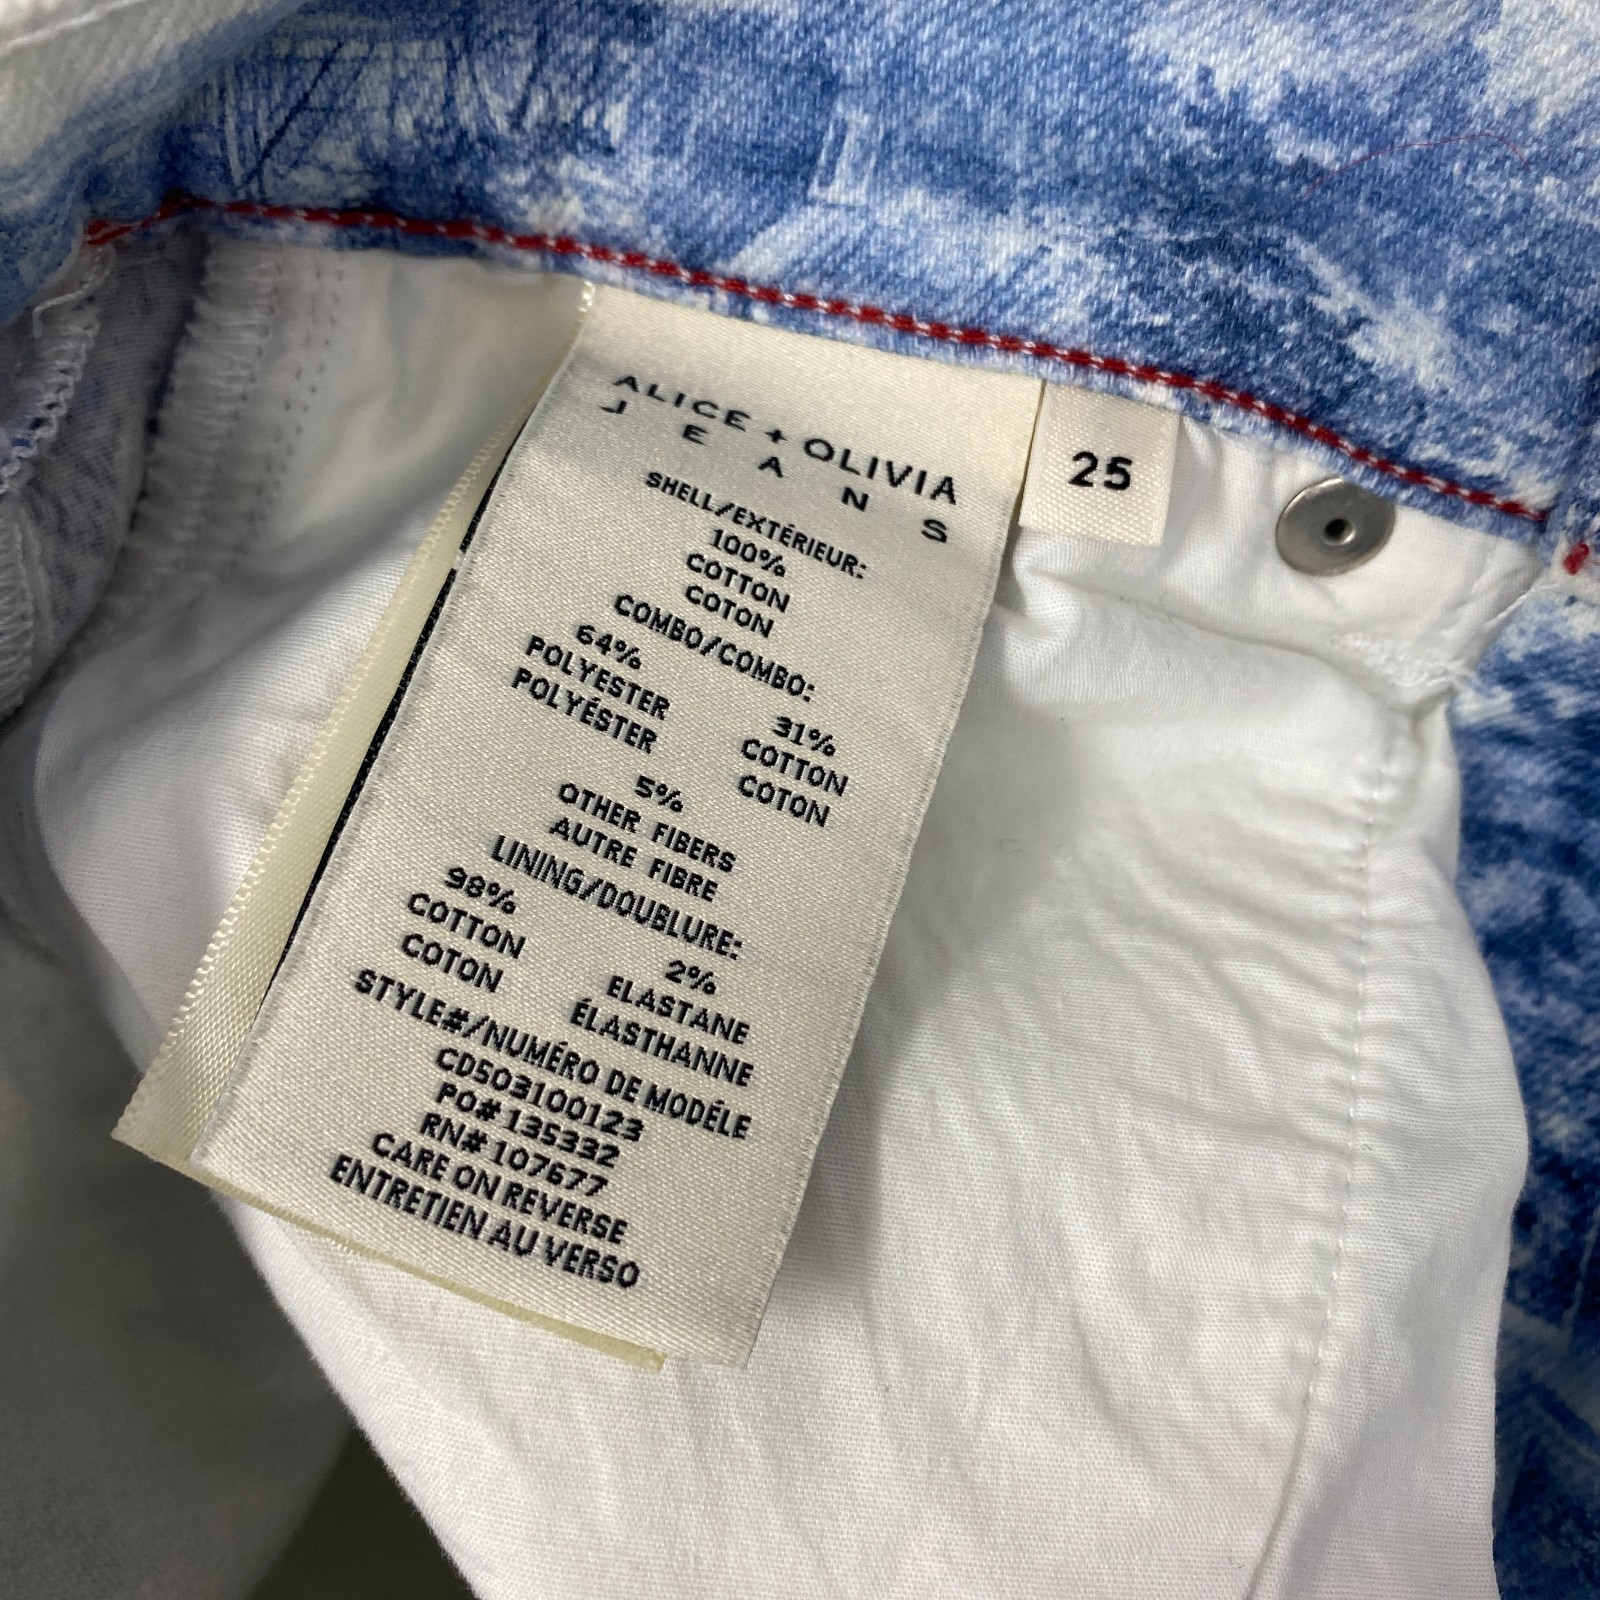 ALICE + OLIVIA
JEANS
25
SHELL/EXTÉRIEUR:
100%
COTTON
COTON
COMBO/COMBO:
64%
POLYESTER
POLYÉSTER
31%
COTTON
COTON
5%
OTHER FIBERS
AUTRE FIBRE
LINING/DOUBLURE:
98%
COTTON
COTON
2%
ELASTANE
ÉLASTHANNE
STYLE#/NUMÉRO DE MODÉLE
CD503100123
PO#135332
RN#107677
CARE ON REVERSE
ENTRETIEN AU VERSO